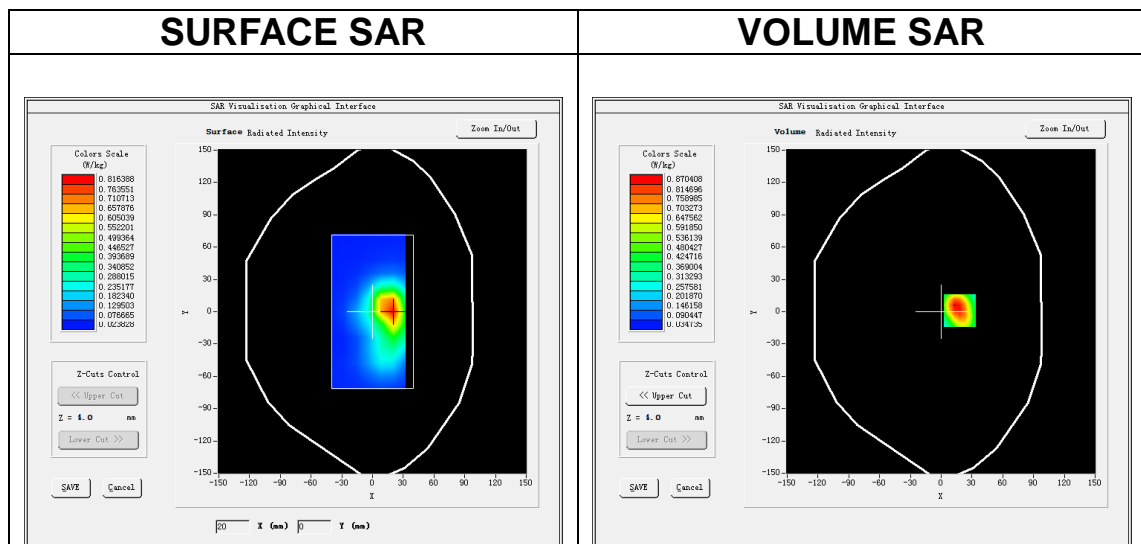 SURFACE SAR
VOLUME SAR
SAR Visualisation Graphical Interface
Surface Radiated Intensity
Zoom In/Out
Colors Scale
(W/kg)
0.816388
0.763551
0.710713
0.657876
0.605039
0.552201
0.499364
0.446527
0.393689
0.340852
0.288015
0.235177
0.182340
0.129503
0.076665
0.023828
Z-Cuts Control
<< Upper Cut
Z = 4.0 mm
Lower Cut >>
SAVE
Cancel
150
120
90
60
30
0
-30
-60
-90
-120
-150
Y
-150 -120 -90 -60 -30 0 30 60 90 120 150
X
20 X (mm) 0 Y (mm)
SAR Visualisation Graphical Interface
Volume Radiated Intensity
Zoom In/Out
Colors Scale
(W/kg)
0.870408
0.814696
0.758985
0.703273
0.647562
0.591850
0.536139
0.480427
0.424716
0.369004
0.313293
0.257581
0.201870
0.146158
0.090447
0.034735
Z-Cuts Control
<< Upper Cut
Z = 4.0 mm
Lower Cut >>
SAVE
Cancel
150
120
90
60
30
0
-30
-60
-90
-120
-150
Y
-150 -120 -90 -60 -30 0 30 60 90 120 150
X